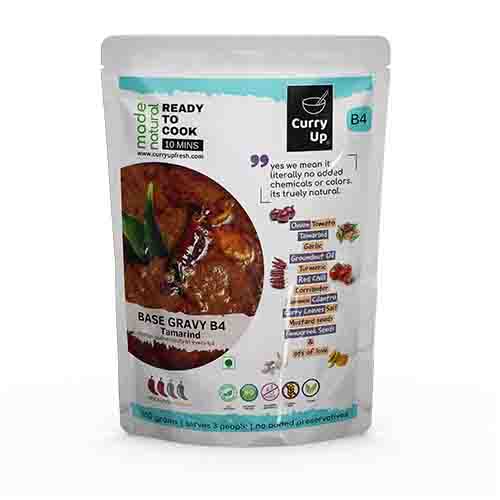 made
natural
READY
TO
COOK
10 MINS
www.curryupfresh.com
Curry
Up
B4
yes we mean it
literally no added
chemicals or colors.
its truely natural.
Onion Tomato
Tamarind
Garlic
Groundnut Oil
Turmeric
Red Chili
Corriander
Cilantro
Curry Leaves Salt
Mustard seeds
Fenugreek Seeds
&
lots of love
BASE GRAVY B4
Tamarind
grams | serves 3 people | no added preservatives